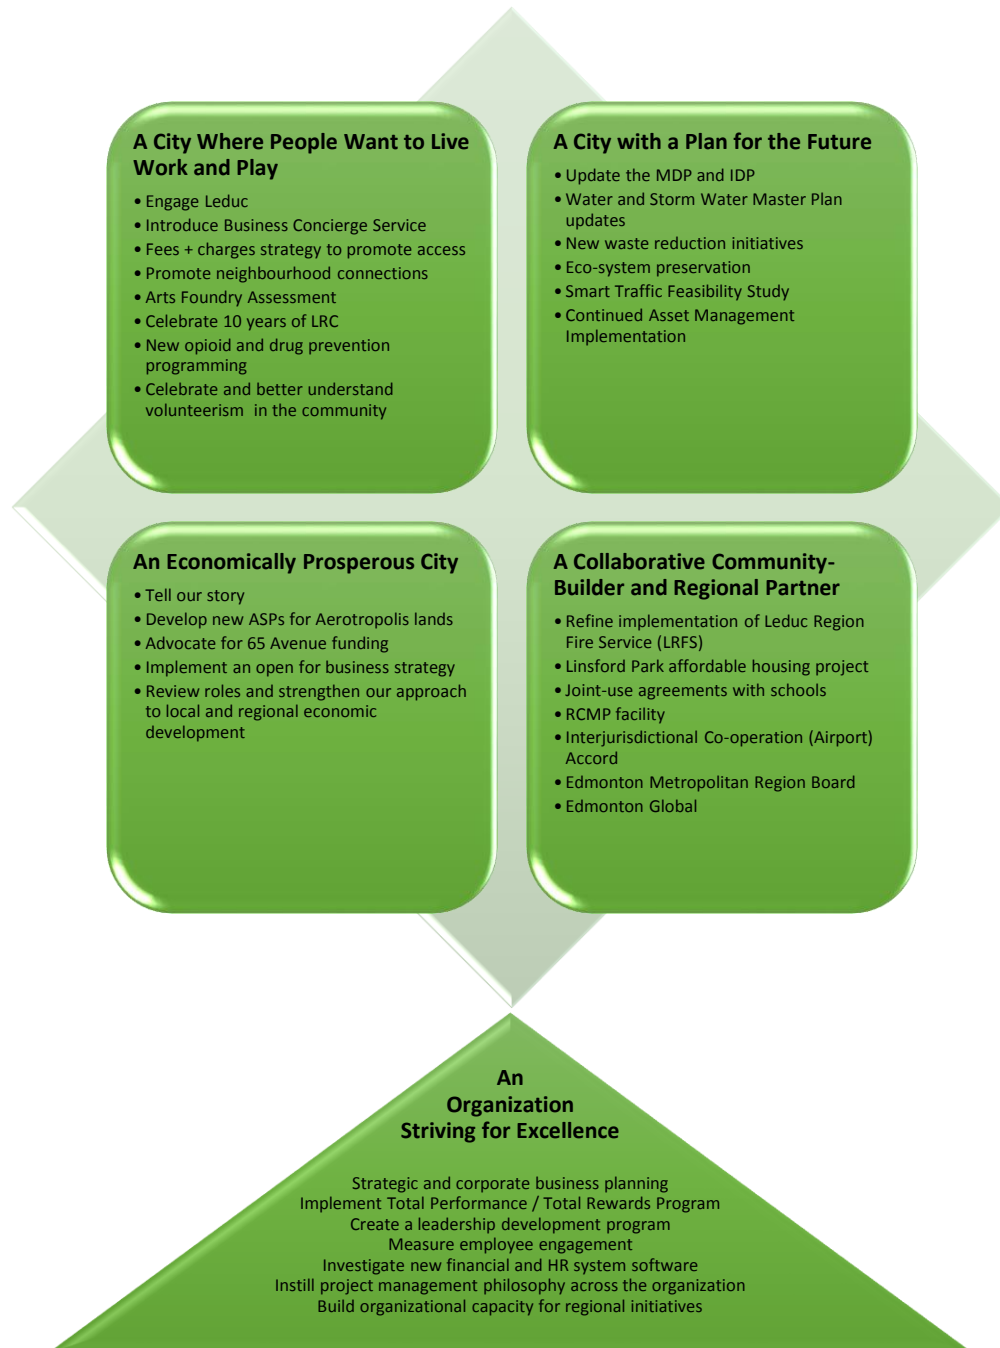 A City Where People Want to Live
Work and Play
• Engage Leduc
• Introduce Business Concierge Service
• Fees + charges strategy to promote access
• Promote neighbourhood connections
• Arts Foundry Assessment
• Celebrate 10 years of LRC
• New opioid and drug prevention
programming
• Celebrate and better understand
volunteerism in the community
A City with a Plan for the Future
• Update the MDP and IDP
• Water and Storm Water Master Plan
updates
• New waste reduction initiatives
• Eco-system preservation
• Smart Traffic Feasibility Study
• Continued Asset Management
Implementation
An Economically Prosperous City
• Tell our story
• Develop new ASPs for Aerotropolis lands
• Advocate for 65 Avenue funding
• Implement an open for business strategy
• Review roles and strengthen our approach
to local and regional economic
development
A Collaborative Community-
Builder and Regional Partner
• Refine implementation of Leduc Region
Fire Service (LRFS)
• Linsford Park affordable housing project
• Joint-use agreements with schools
• RCMP facility
• Interjurisdictional Co-operation (Airport)
Accord
• Edmonton Metropolitan Region Board
• Edmonton Global
An
Organization
Striving for Excellence
Strategic and corporate business planning
Implement Total Performance / Total Rewards Program
Create a leadership development program
Measure employee engagement
Investigate new financial and HR system software
Instill project management philosophy across the organization
Build organizational capacity for regional initiatives